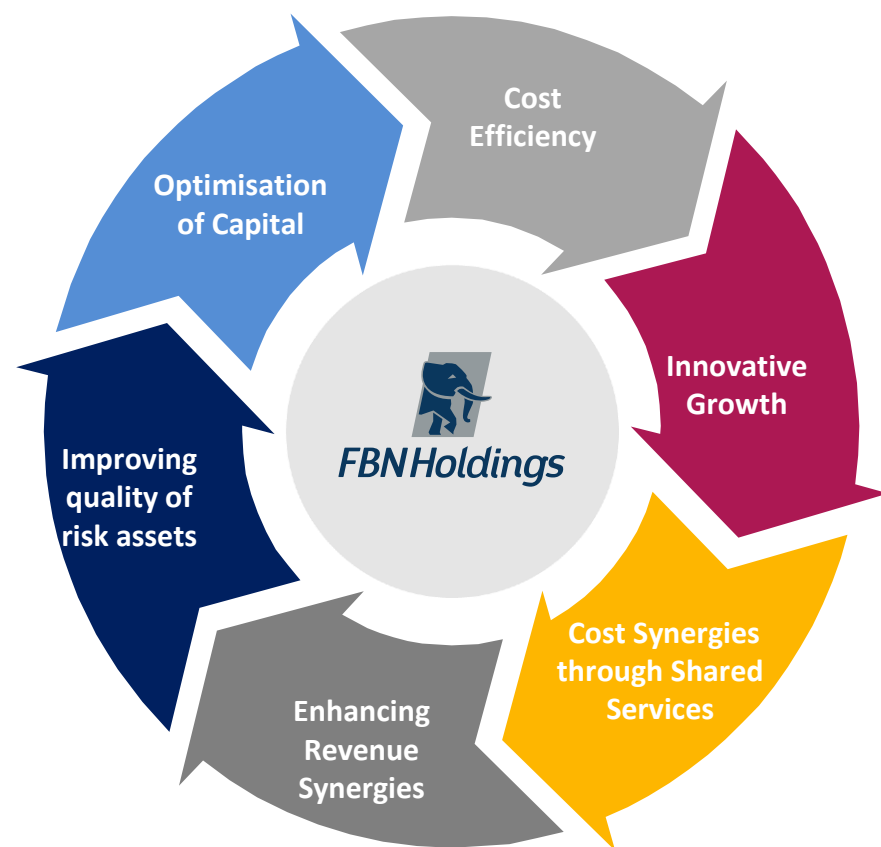 Cost
Efficiency
Innovative
Growth
Cost Synergies
through Shared
Services
Enhancing
Revenue
Synergies
Improving
quality of
risk assets
Optimisation
of Capital
FBNHoldings